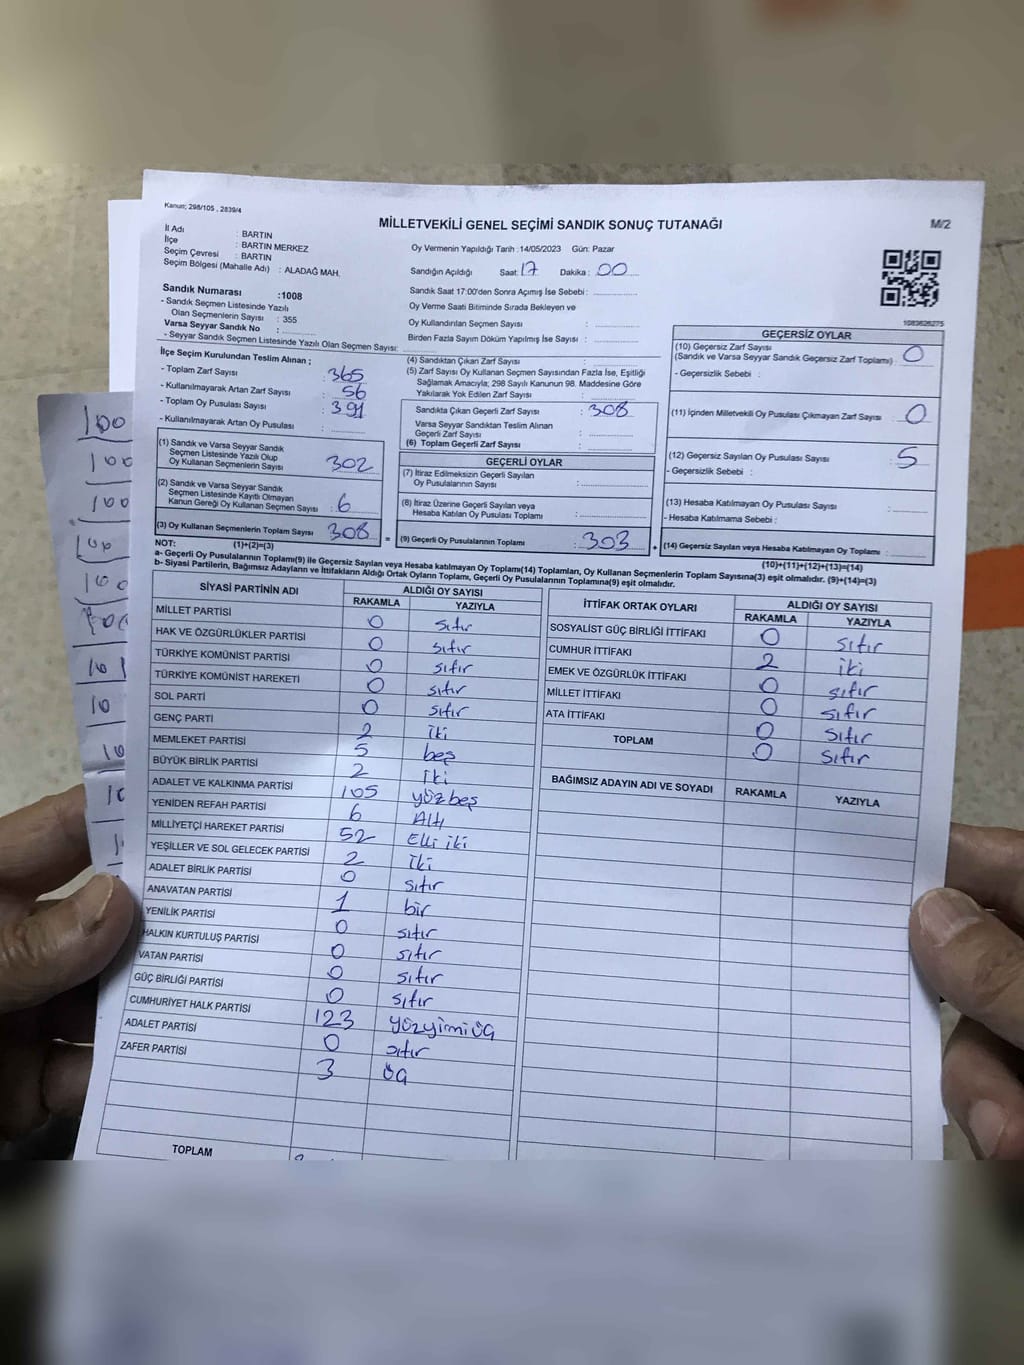 Kanun; 298/105 , 2839/4
MİLLETVEKİLİ GENEL SEÇİMİ SANDIK SONUÇ TUTANAĞI
M/2
İl Adı : BARTIN
İlçe : BARTIN MERKEZ
Seçim Çevresi : BARTIN
Seçim Bölgesi (Mahalle Adı) : ALADAĞ MAH.
Oy Vermenin Yapıldığı Tarih :14/05/2023 Gün: Pazar
Sandığın Açıldığı Saat: 17 Dakika : 00
Sandık Saat 17:00'den Sonra Açımış İse Sebebi :
Oy Verme Saati Bitiminde Sırada Bekleyen ve
Oy Kullandırılan Seçmen Sayısı :
Birden Fazla Sayım Döküm Yapılmış İse Sayısı :
Sandık Numarası :1008
- Sandık Seçmen Listesinde Yazılı
Olan Seçmenlerin Sayısı : 355
Varsa Seyyar Sandık No :
- Seyyar Sandık Seçmen Listesinde Yazılı Olan Seçmen Sayısı:
1083626275
İlçe Seçim Kurulundan Teslim Alınan ;
- Toplam Zarf Sayısı : 365
- Kullanılmayarak Artan Zarf Sayısı : 56
- Toplam Oy Pusulası Sayısı : 391
- Kullanılmayarak Artan Oy Pusulası :
(1) Sandık ve Varsa Seyyar Sandık
Seçmen Listesinde Yazılı Olup
Oy Kullanan Seçmenlerin Sayısı : 302
(2) Sandık ve Varsa Seyyar Sandık
Seçmen Listesinde Kayıtlı Olmayan
Kanun Gereği Oy Kullanan Seçmen Sayısı : 6
(3) Oy Kullanan Seçmenlerin Toplam Sayısı 308 =
(1)+(2)=(3)
(4) Sandıktan Çıkan Zarf Sayısı :
(5) Zarf Sayısı Oy Kullanan Seçmen Sayısından Fazla İse, Eşitliği
Sağlamak Amacıyla; 298 Sayılı Kanunun 98. Maddesine Göre
Yakılarak Yok Edilen Zarf Sayısı :
Sandıkta Çıkan Geçerli Zarf Sayısı : 308
Varsa Seyyar Sandıktan Teslim Alınan
Geçerli Zarf Sayısı :
(6) Toplam Geçerli Zarf Sayısı :
GEÇERLİ OYLAR
(7) İtiraz Edilmeksizin Geçerli Sayılan
Oy Pusulalarının Sayısı :
(8) İtiraz Üzerine Geçerli Sayılan veya
Hesaba Katılan Oy Pusulası Toplamı :
(9) Geçerli Oy Pusulalarının Toplamı : 303 +
GEÇERSİZ OYLAR
(10) Geçersiz Zarf Sayısı : 0
(Sandık ve Varsa Seyyar Sandık Geçersiz Zarf Toplamı)
- Geçersizlik Sebebi :
(11) İçinden Milletvekili Oy Pusulası Çıkmayan Zarf Sayısı : 0
(12) Geçersiz Sayılan Oy Pusulası Sayısı : 5
- Geçersizlik Sebebi :
(13) Hesaba Katılmayan Oy Pusulası Sayısı :
- Hesaba Katılmama Sebebi :
(14) Geçersiz Sayılan veya Hesaba Katılmayan Oy Toplamı :
(10)+(11)+(12)+(13)=(14)
NOT:
a- Geçerli Oy Pusulalarının Toplamı(9) ile Geçersiz Sayılan veya Hesaba katılmayan Oy Toplamı(14) Toplamları, Oy Kullanan Seçmenlerin Toplam Sayısına(3) eşit olmalıdır. (9)+(14)=(3)
b- Siyasi Partilerin, Bağımsız Adayların ve İttifakların Aldığı Ortak Oyların Toplamı, Geçerli Oy Pusulalarının Toplamına(9) eşit olmalıdır.
SİYASİ PARTİNİN ADI ALDIĞI OY SAYISI
RAKAMLA YAZIYLA
MİLLET PARTİSİ 0 sıfır
HAK VE ÖZGÜRLÜKLER PARTİSİ 0 sıfır
TÜRKİYE KOMÜNİST PARTİSİ 0 sıfır
TÜRKİYE KOMÜNİST HAREKETİ 0 sıfır
SOL PARTİ 0 sıfır
GENÇ PARTİ 2 iki
MEMLEKET PARTİSİ 5 beş
BÜYÜK BİRLİK PARTİSİ 2 iki
ADALET VE KALKINMA PARTİSİ 105 yüzbeş
YENİDEN REFAH PARTİSİ 6 Altı
MİLLİYETÇİ HAREKET PARTİSİ 52 Elli iki
YEŞİLLER VE SOL GELECEK PARTİSİ 2 iki
ADALET BİRLİK PARTİSİ 0 sıfır
ANAVATAN PARTİSİ 1 bir
YENİLİK PARTİSİ 0 sıfır
HALKIN KURTULUŞ PARTİSİ 0 sıfır
VATAN PARTİSİ 0 sıfır
GÜÇ BİRLİĞİ PARTİSİ 0 sıfır
CUMHURİYET HALK PARTİSİ 123 yüzyimiüç
ADALET PARTİSİ 0 sıfır
ZAFER PARTİSİ 3 üç
TOPLAM
İTTİFAK ORTAK OYLARI ALDIĞI OY SAYISI
RAKAMLA YAZIYLA
SOSYALİST GÜÇ BİRLİĞİ İTTİFAKI 0 sıfır
CUMHUR İTTİFAKI 2 iki
EMEK VE ÖZGÜRLÜK İTTİFAKI 0 sıfır
MİLLET İTTİFAKI 0 sıfır
ATA İTTİFAKI 0 sıfır
TOPLAM 0 sıfır
BAĞIMSIZ ADAYIN ADI VE SOYADI RAKAMLA YAZIYLA
100
100
100
100
100